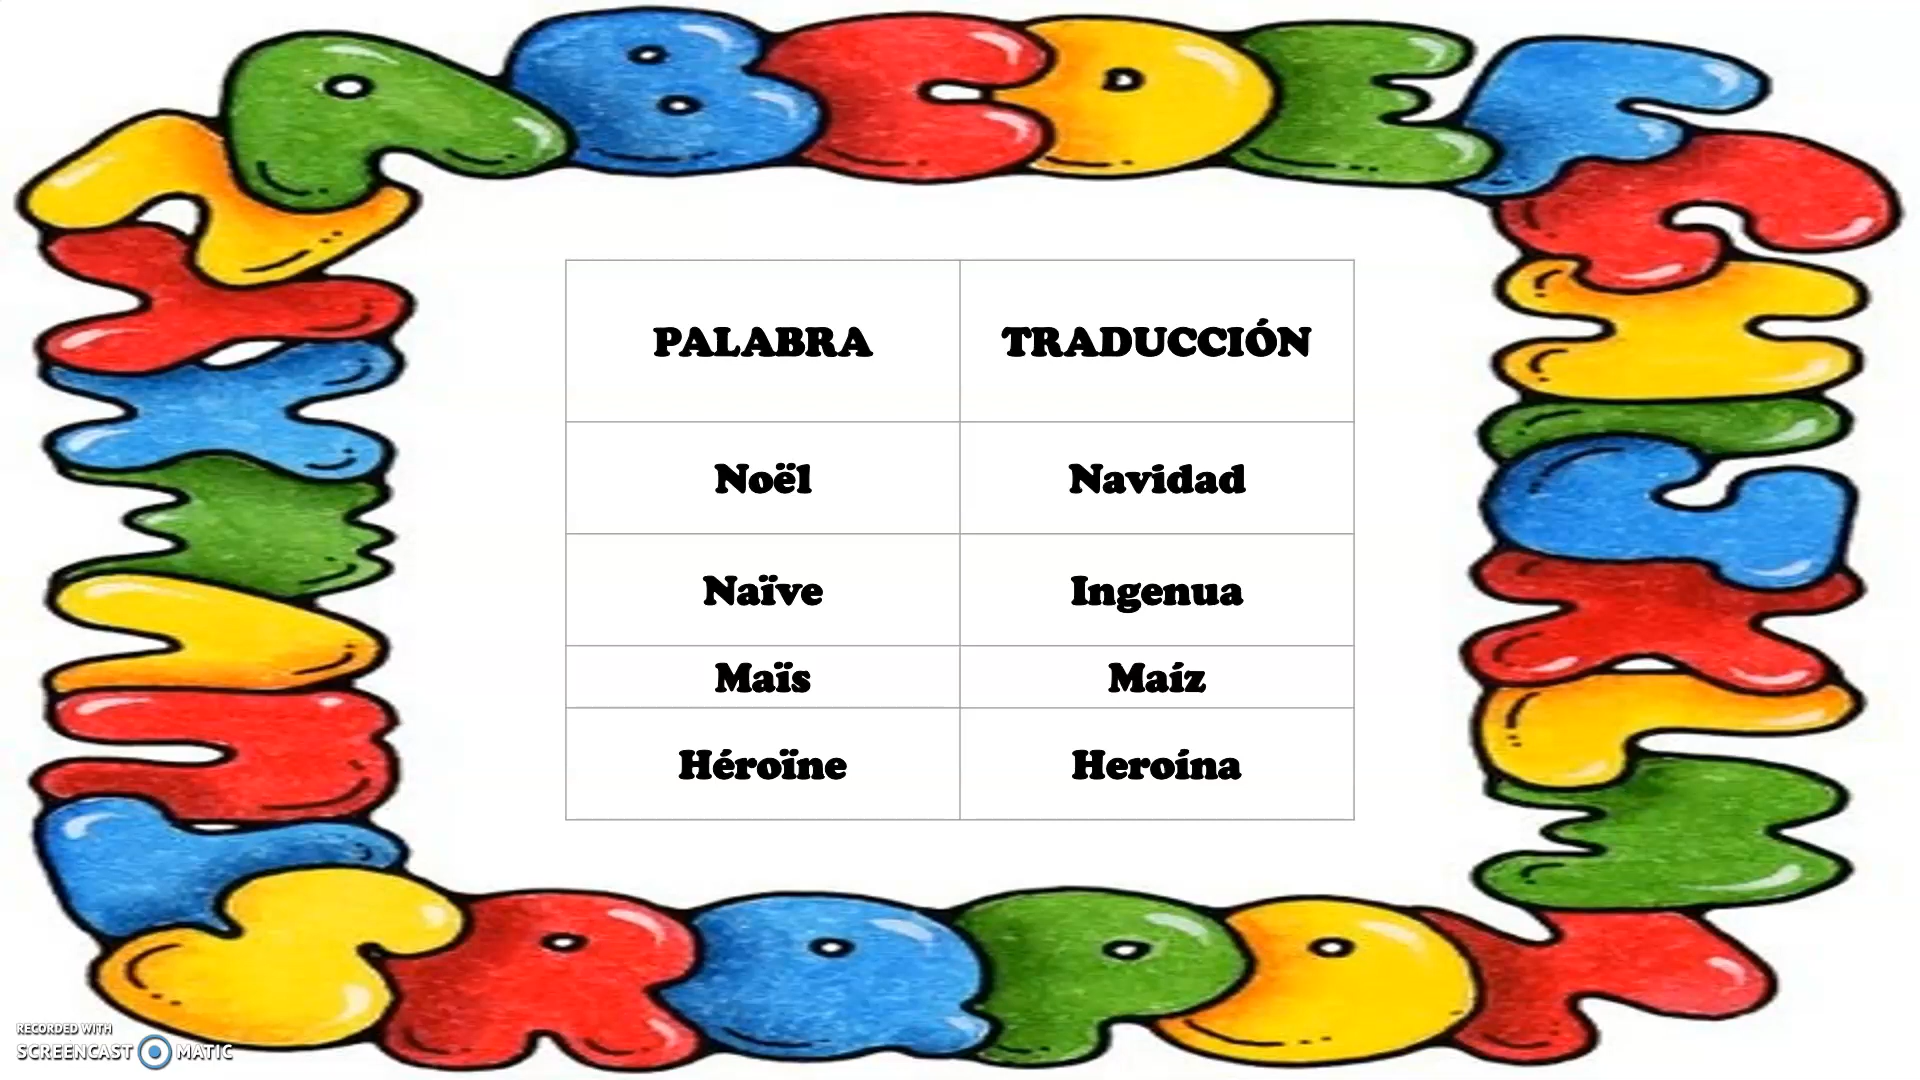 A B C D E F
G
H
I
J
K
L
M
N O P Q R S
T
U
V
W
X
Y
Z
PALABRA TRADUCCIÓN
Noël Navidad
Naïve Ingenua
Maïs Maíz
Héroïne Heroína
RECORDED WITH
SCREENCAST MATIC